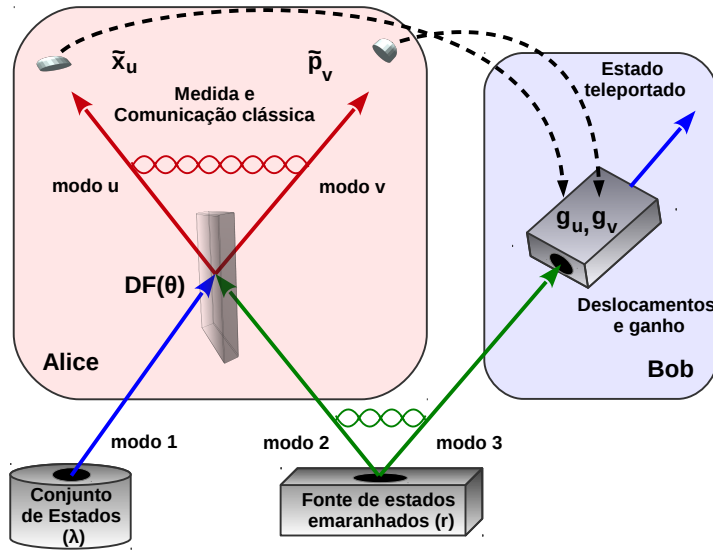 x̃u
p̃v
Medida e
Comunicação clássica
modo u
modo v
DF(θ)
Alice
Estado
teleportado
gu, gv
Deslocamentos
e ganho
Bob
modo 1
modo 2
modo 3
Conjunto
de Estados
(λ)
Fonte de estados
emaranhados (r)